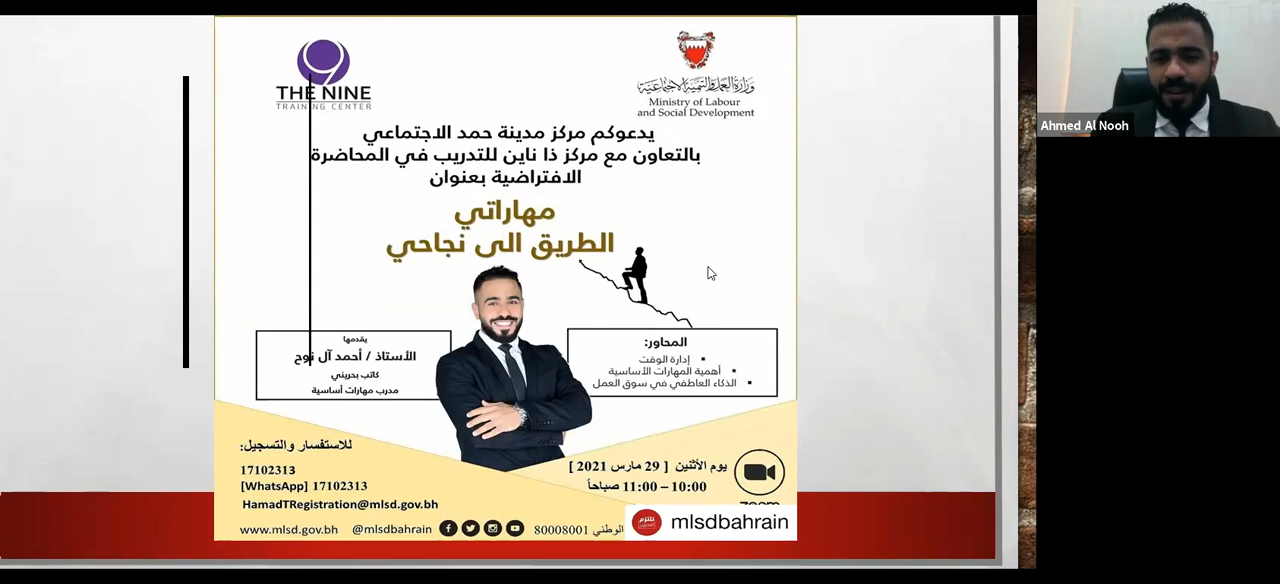 9
THE NINE
TRAINING CENTER
وزارة العمل والتنمية الاجتماعية
Ministry of Labour
and Social Development
يدعوكم مركز مدينة حمد الاجتماعي
بالتعاون مع مركز ذا ناين للتدريب في المحاضرة
الافتراضية بعنوان
مهاراتي
الطريق الى نجاحي
المحاور:
▪ إدارة الوقت
▪ أهمية المهارات الأساسية
▪ الذكاء العاطفي في سوق العمل
يقدمها
الأستاذ / أحمد آل نوح
كاتب بحريني
مدرب مهارات أساسية
يوم الأثنين [ 29 مارس 2021 ]
10:00 – 11:00 صباحاً
zoom
للاستفسار والتسجيل:
17102313
[WhatsApp] 17102313
HamadTRegistration@mlsd.gov.bh
www.mlsd.gov.bh @mlsdbahrain
الوطني 80008001
mlsdbahrain
Ahmed Al Nooh